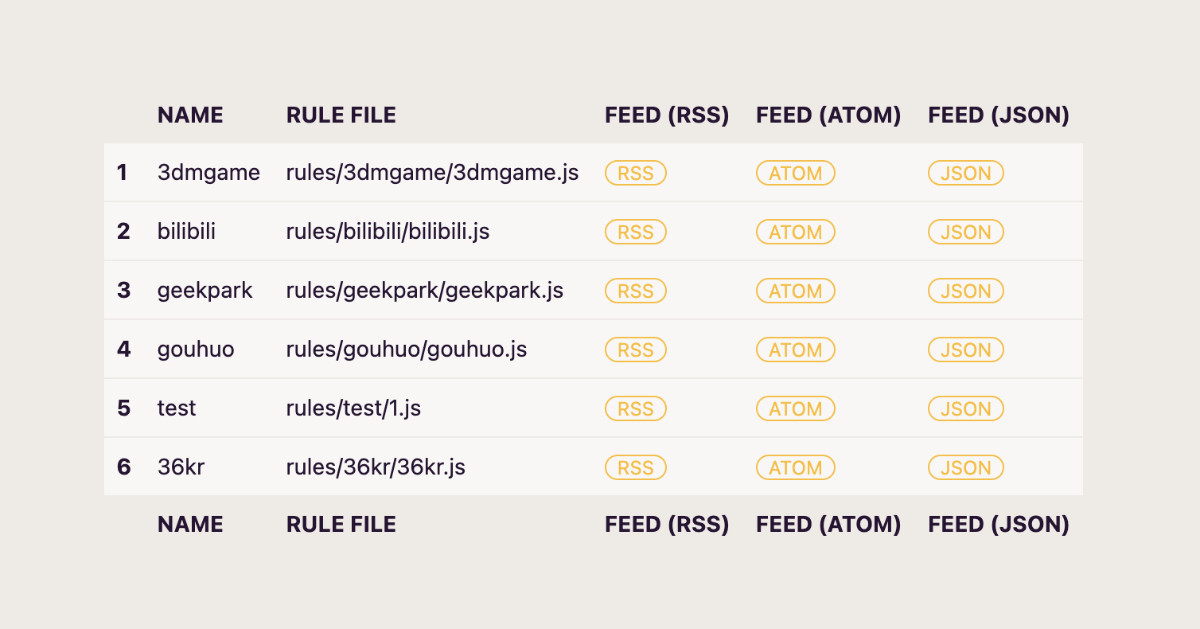 NAME RULE FILE FEED (RSS) FEED (ATOM) FEED (JSON)
1 3dmgame rules/3dmgame/3dmgame.js RSS ATOM JSON
2 bilibili rules/bilibili/bilibili.js RSS ATOM JSON
3 geekpark rules/geekpark/geekpark.js RSS ATOM JSON
4 gouhuo rules/gouhuo/gouhuo.js RSS ATOM JSON
5 test rules/test/1.js RSS ATOM JSON
6 36kr rules/36kr/36kr.js RSS ATOM JSON
NAME RULE FILE FEED (RSS) FEED (ATOM) FEED (JSON)